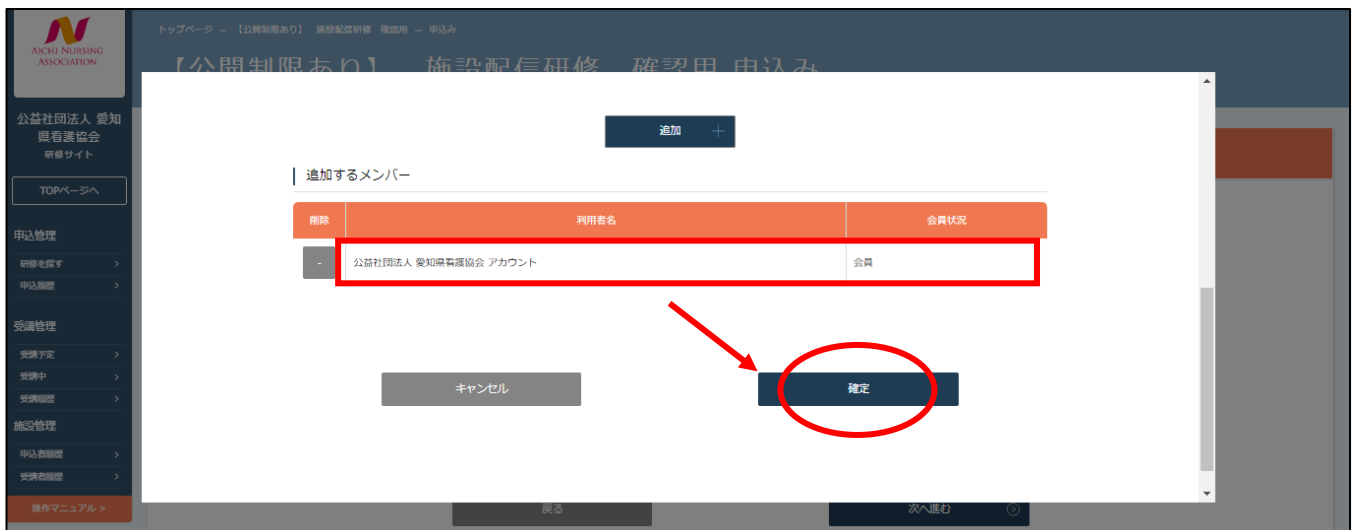 AICHI NURSING
ASSOCIATION
公益社団法人 愛知
県看護協会
研修サイト
TOPページへ
申込管理
研修を探す >
申込履歴 >
受講管理
受講予定 >
受講中 >
受講履歴 >
施設管理
申込者履歴 >
受講者履歴 >
操作マニュアル >
トップページ − 【公開制限あり】 施設配信研修 確認用 − 申込み
【公開制限あり】 施設配信研修 確認用 申込み
追加 +
追加するメンバー
削除 利用者名 会員状況
- 公益社団法人 愛知県看護協会 アカウント 会員
キャンセル 確定
戻る 次へ進む